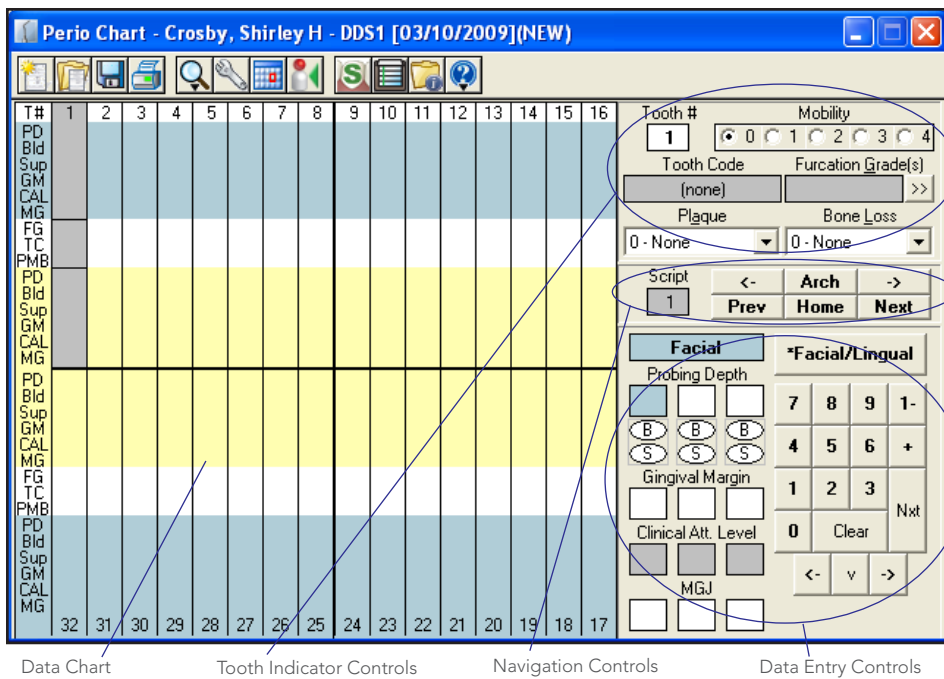 Perio Chart - Crosby, Shirley H - DDS1 [03/10/2009](NEW)
S
T# 1 2 3 4 5 6 7 8 9 10 11 12 13 14 15 16
PD
Bld
Sup
GM
CAL
MG
FG
TC
PMB
PD
Bld
Sup
GM
CAL
MG
PD
Bld
Sup
GM
CAL
MG
FG
TC
PMB
PD
Bld
Sup
GM
CAL
MG
32 31 30 29 28 27 26 25 24 23 22 21 20 19 18 17
Tooth # Mobility
1 0 1 2 3 4
Tooth Code Furcation Grade(s)
(none) >>
Plaque Bone Loss
0 - None 0 - None
Script <- Arch ->
1 Prev Home Next
Facial *Facial/Lingual
Probing Depth
B B B
S S S
Gingival Margin
Clinical Att. Level
MGJ
7 8 9 1-
4 5 6 +
1 2 3 Nxt
0 Clear
<- v ->
Data Chart Tooth Indicator Controls Navigation Controls Data Entry Controls